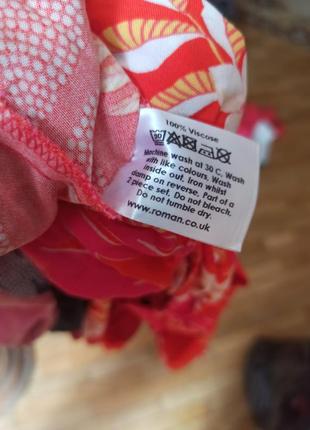 100% Viscose
30
Machine wash at 30 C. Wash
with like colours. Wash
inside out. Iron whilst
damp on reverse. Part of a
2 piece set. Do not bleach.
Do not tumble dry.
www.roman.co.uk